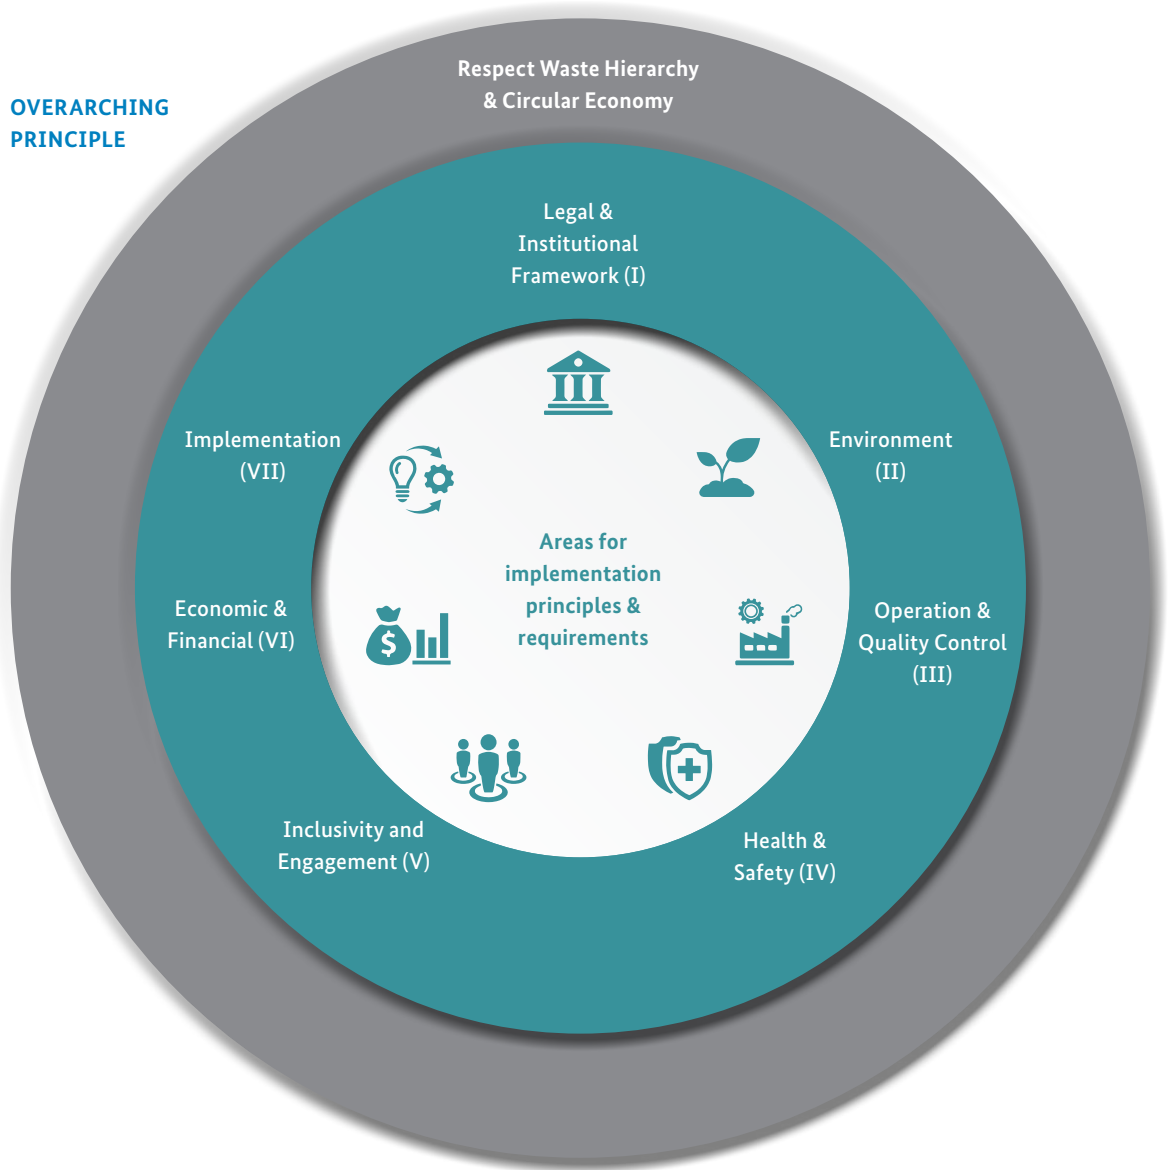 OVERARCHING
PRINCIPLE
Respect Waste Hierarchy
& Circular Economy
Legal &
Institutional
Framework (I)
Environment
(II)
Operation &
Quality Control
(III)
Health &
Safety (IV)
Inclusivity and
Engagement (V)
Economic &
Financial (VI)
Implementation
(VII)
Areas for
implementation
principles &
requirements
$